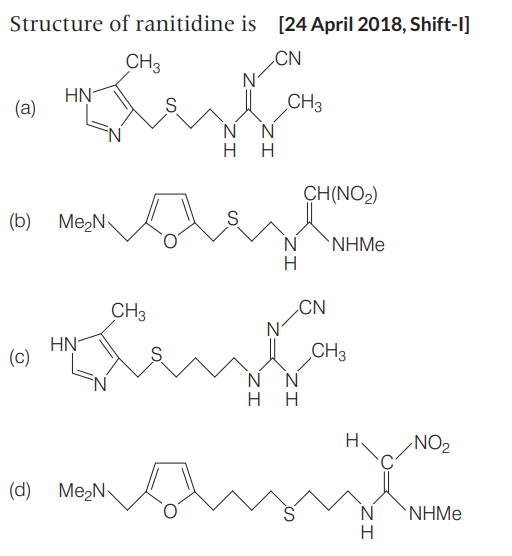 Structure of ranitidine is [24 April 2018, Shift-I]
(a) CH₃ HN N S N CN N H N H CH₃
(b) Me₂N O S N H CH(NO₂) NHMe
(c) CH₃ HN N S N CN N H N H CH₃
(d) Me₂N O S N H H C NO₂ NHMe